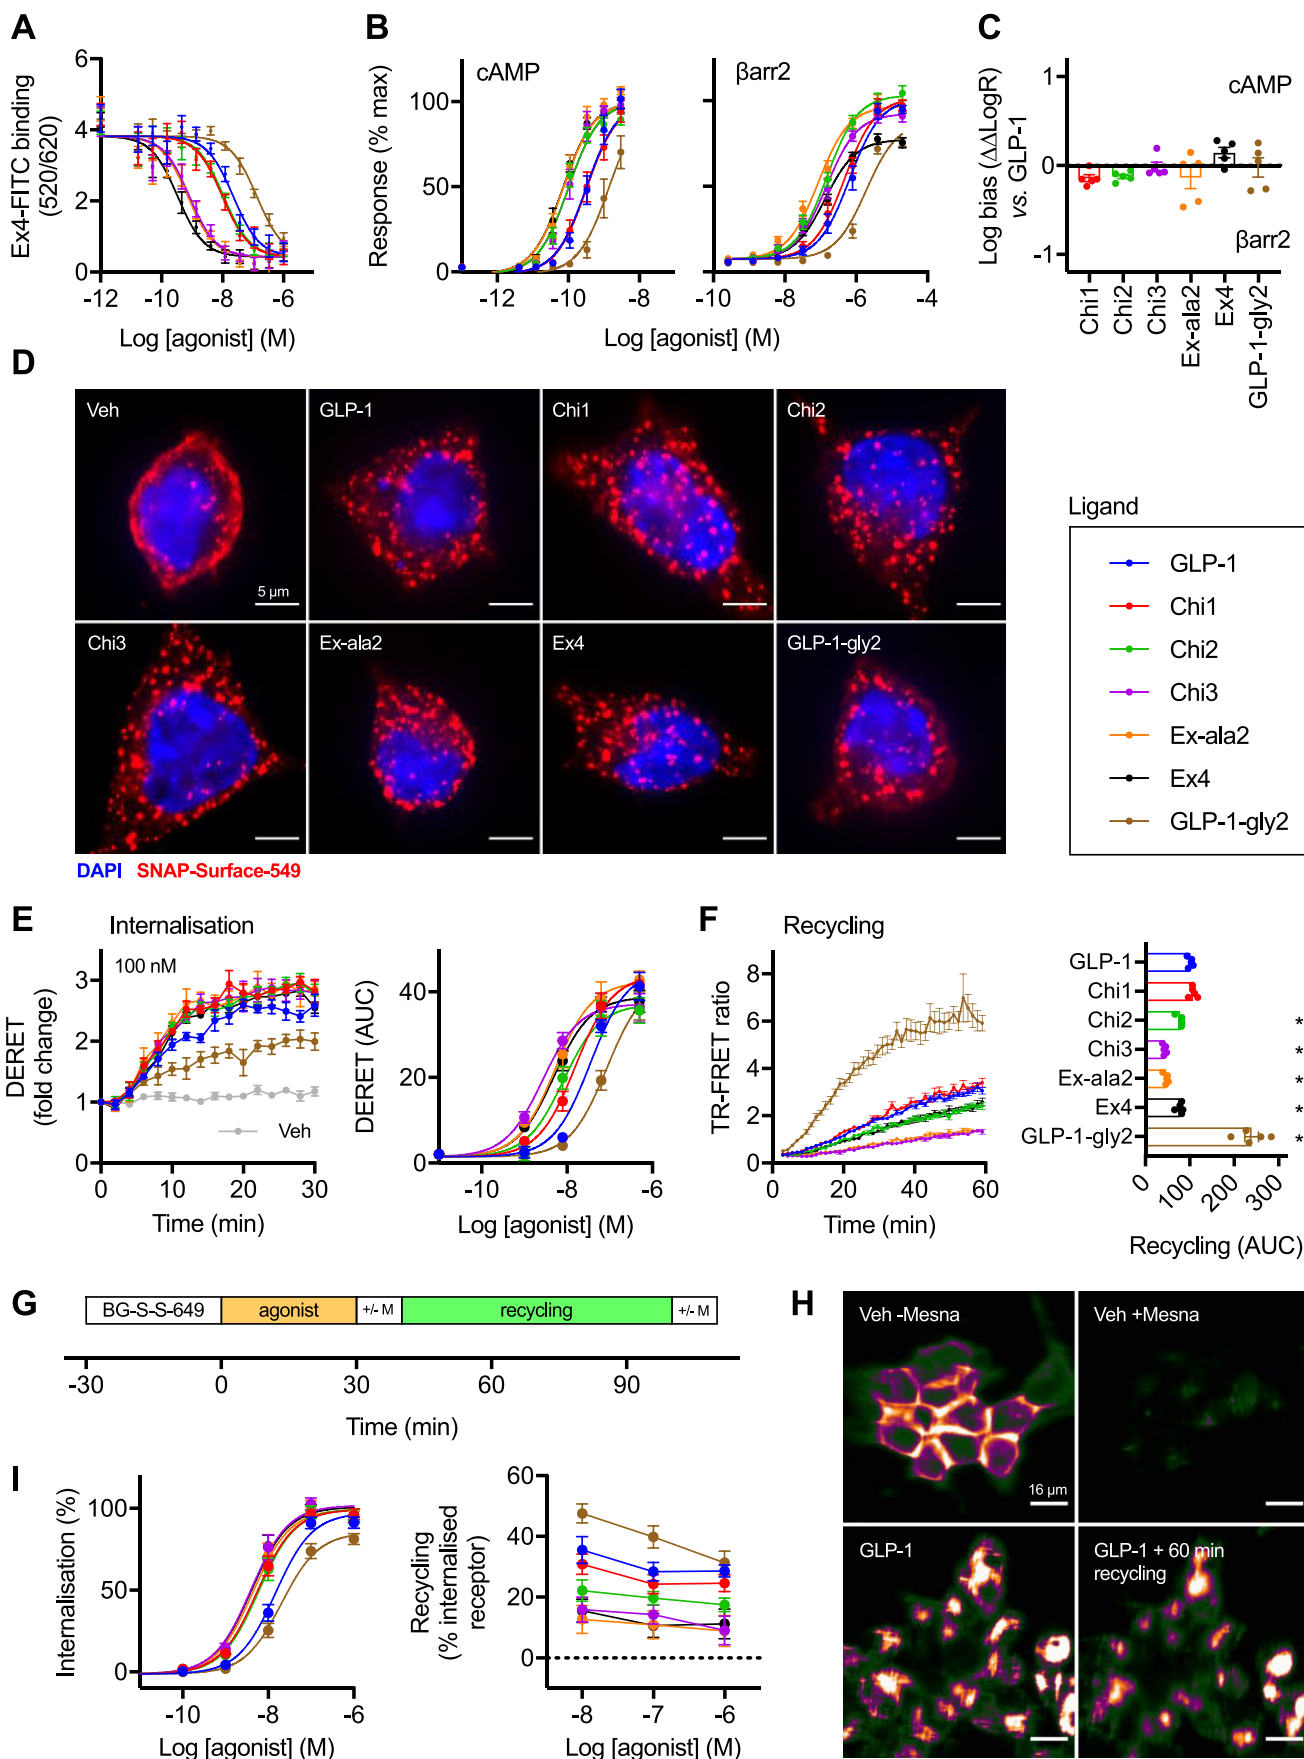 A
Ex4-FITC binding
(520/620)
6
4
2
0
-12
-10
-8
-6
Log [agonist] (M)
B
cAMP
βarr2
Response (% max)
100
50
0
-12
-10
-8
-10
-8
-6
-4
Log [agonist] (M)
Log [agonist] (M)
C
Log bias (ΔΔLogR)
vs. GLP-1
1
0
-1
cAMP
βarr2
Chi1
Chi2
Chi3
Ex-ala2
Ex4
GLP-1-gly2
D
Veh
GLP-1
Chi1
Chi2
5 µm
Chi3
Ex-ala2
Ex4
GLP-1-gly2
DAPI SNAP-Surface-549
Ligand
GLP-1
Chi1
Chi2
Chi3
Ex-ala2
Ex4
GLP-1-gly2
E
Internalisation
100 nM
DERET
(fold change)
3
2
1
0
Veh
0
10
20
30
Time (min)
DERET (AUC)
40
20
0
-10
-8
-6
Log [agonist] (M)
F
Recycling
TR-FRET ratio
8
6
4
2
0
0
20
40
60
Time (min)
GLP-1
Chi1
Chi2 *
Chi3 *
Ex-ala2 *
Ex4 *
GLP-1-gly2 *
0
100
200
300
Recycling (AUC)
G
BG-S-S-649
agonist
+/- M
recycling
+/- M
-30
0
30
60
90
Time (min)
H
Veh -Mesna
Veh +Mesna
16 µm
GLP-1
GLP-1 + 60 min
recycling
I
Internalisation (%)
100
50
0
-10
-8
-6
Log [agonist] (M)
Recycling
(% internalised
receptor)
60
40
20
0
-8
-7
-6
Log [agonist] (M)